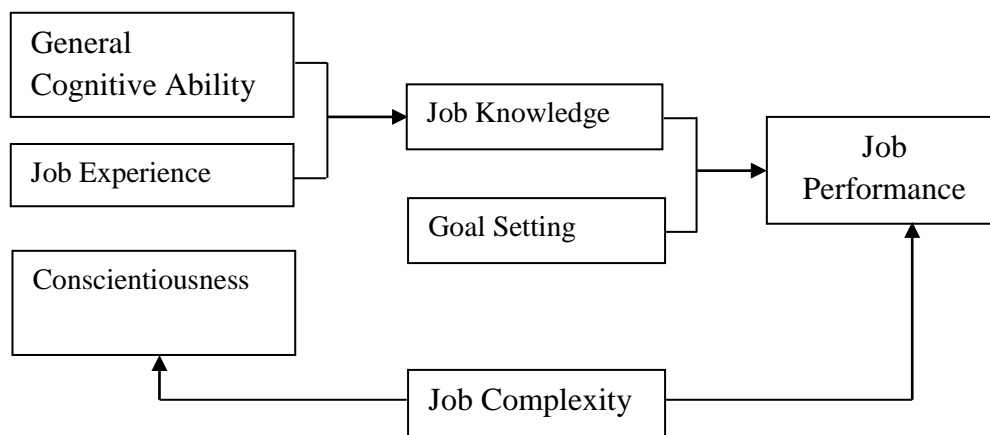 General
Cognitive Ability
Job Knowledge
Job Experience
Job
Performance
Goal Setting
Conscientiousness
Job Complexity